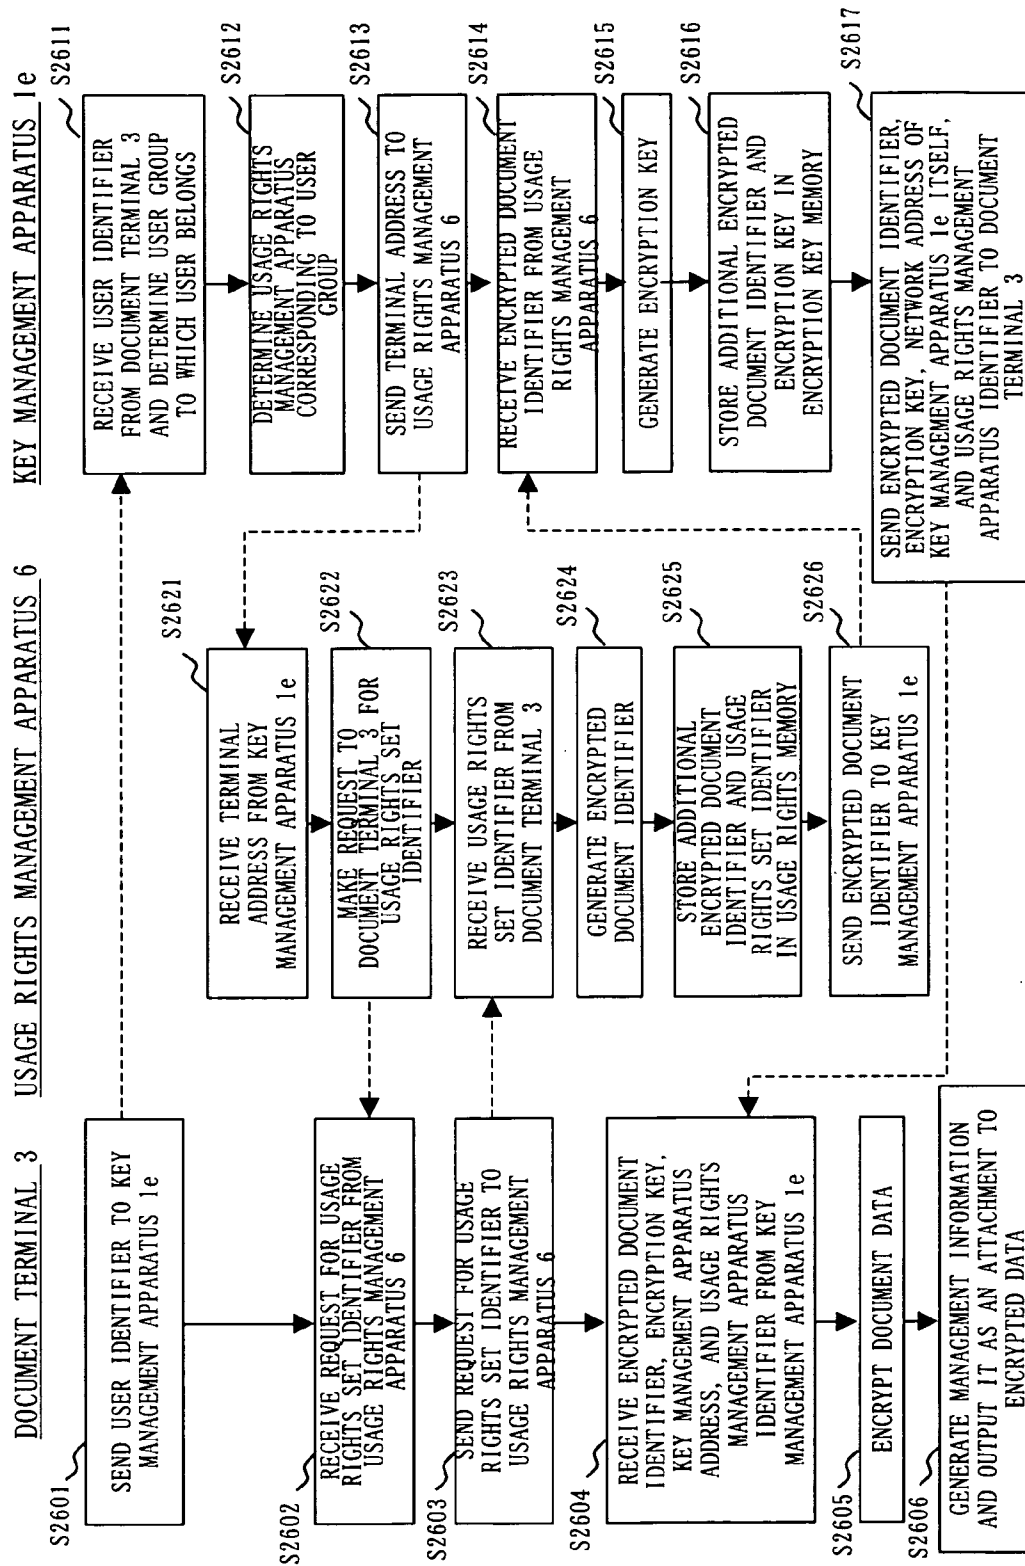 DOCUMENT TERMINAL 3
S2601
SEND USER IDENTIFIER TO KEY
MANAGEMENT APPARATUS 1e
S2602
RECEIVE REQUEST FOR USAGE
RIGHTS SET IDENTIFIER FROM
USAGE RIGHTS MANAGEMENT
APPARATUS 6
S2603
SEND REQUEST FOR USAGE
RIGHTS SET IDENTIFIER TO
USAGE RIGHTS MANAGEMENT
APPARATUS 6
S2604
RECEIVE ENCRYPTED DOCUMENT
IDENTIFIER, ENCRYPTION KEY,
KEY MANAGEMENT APPARATUS
ADDRESS, AND USAGE RIGHTS
MANAGEMENT APPARATUS
IDENTIFIER FROM KEY
MANAGEMENT APPARATUS 1e
S2605
ENCRYPT DOCUMENT DATA
S2606
GENERATE MANAGEMENT INFORMATION
AND OUTPUT IT AS AN ATTACHMENT TO
ENCRYPTED DATA
USAGE RIGHTS MANAGEMENT APPARATUS 6
S2621
RECEIVE TERMINAL
ADDRESS FROM KEY
MANAGEMENT APPARATUS 1e
S2622
MAKE REQUEST TO
DOCUMENT TERMINAL 3 FOR
USAGE RIGHTS SET
IDENTIFIER
S2623
RECEIVE USAGE RIGHTS
SET IDENTIFIER FROM
DOCUMENT TERMINAL 3
S2624
GENERATE ENCRYPTED
DOCUMENT IDENTIFIER
S2625
STORE ADDITIONAL
ENCRYPTED DOCUMENT
IDENTIFIER AND USAGE
RIGHTS SET IDENTIFIER
IN USAGE RIGHTS MEMORY
S2626
SEND ENCRYPTED DOCUMENT
IDENTIFIER TO KEY
MANAGEMENT APPARATUS 1e
KEY MANAGEMENT APPARATUS 1e
S2611
RECEIVE USER IDENTIFIER
FROM DOCUMENT TERMINAL 3
AND DETERMINE USER GROUP
TO WHICH USER BELONGS
S2612
DETERMINE USAGE RIGHTS
MANAGEMENT APPARATUS
CORRESPONDING TO USER
GROUP
S2613
SEND TERMINAL ADDRESS TO
USAGE RIGHTS MANAGEMENT
APPARATUS 6
S2614
RECEIVE ENCRYPTED DOCUMENT
IDENTIFIER FROM USAGE
RIGHTS MANAGEMENT
APPARATUS 6
S2615
GENERATE ENCRYPTION KEY
S2616
STORE ADDITIONAL ENCRYPTED
DOCUMENT IDENTIFIER AND
ENCRYPTION KEY IN
ENCRYPTION KEY MEMORY
S2617
SEND ENCRYPTED DOCUMENT IDENTIFIER,
ENCRYPTION KEY, NETWORK ADDRESS OF
KEY MANAGEMENT APPARATUS 1e ITSELF,
AND USAGE RIGHTS MANAGEMENT
APPARATUS IDENTIFIER TO DOCUMENT
TERMINAL 3